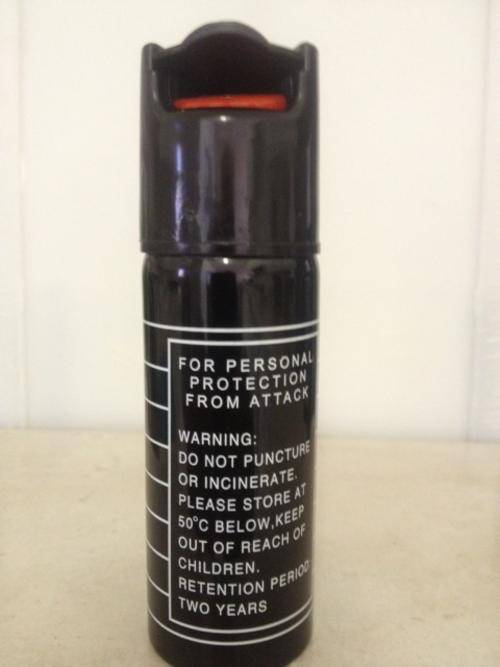 FOR PERSONAL
PROTECTION
FROM ATTACK
WARNING:
DO NOT PUNCTURE
OR INCINERATE.
PLEASE STORE AT
50°C BELOW,KEEP
OUT OF REACH OF
CHILDREN.
RETENTION PERIOD:
TWO YEARS